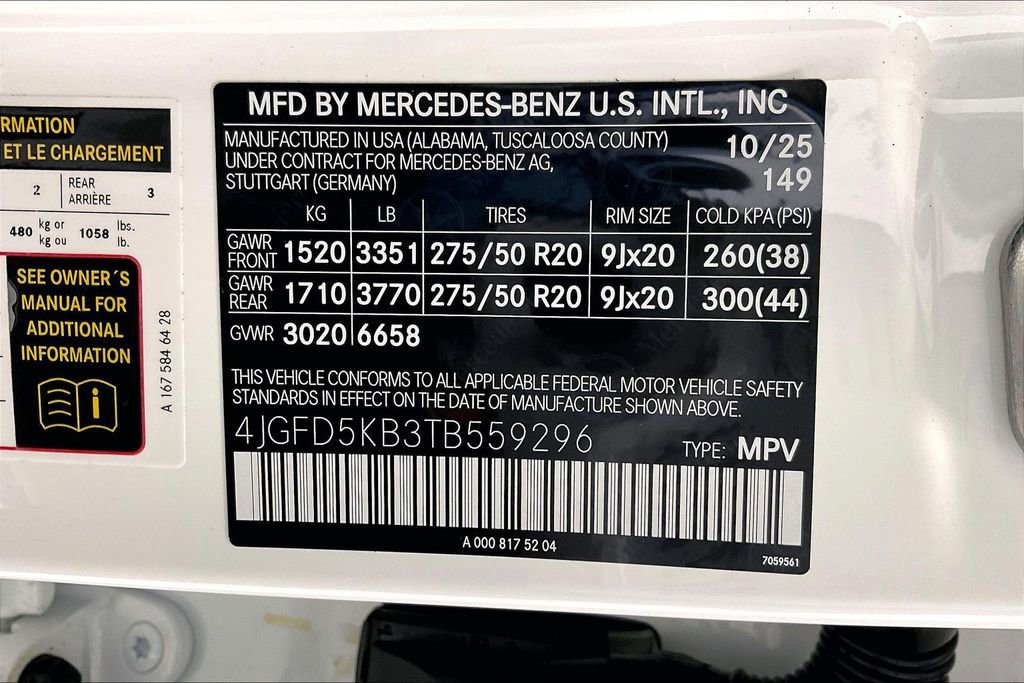 RMATION
ET LE CHARGEMENT
2 REAR ARRIÈRE 3
480 kg or kg ou 1058 lbs. lb.
SEE OWNER´S
MANUAL FOR
ADDITIONAL
INFORMATION
i
A 167 584 64 28
MFD BY MERCEDES-BENZ U.S. INTL., INC
MANUFACTURED IN USA (ALABAMA, TUSCALOOSA COUNTY) 10/25
UNDER CONTRACT FOR MERCEDES-BENZ AG,
STUTTGART (GERMANY) 149
KG LB TIRES RIM SIZE COLD KPA (PSI)
GAWR FRONT 1520 3351 275/50 R20 9Jx20 260(38)
GAWR REAR 1710 3770 275/50 R20 9Jx20 300(44)
GVWR 3020 6658
THIS VEHICLE CONFORMS TO ALL APPLICABLE FEDERAL MOTOR VEHICLE SAFETY
STANDARDS IN EFFECT ON THE DATE OF MANUFACTURE SHOWN ABOVE.
4JGFD5KB3TB559296 TYPE: MPV
A 000 817 52 04
7059561